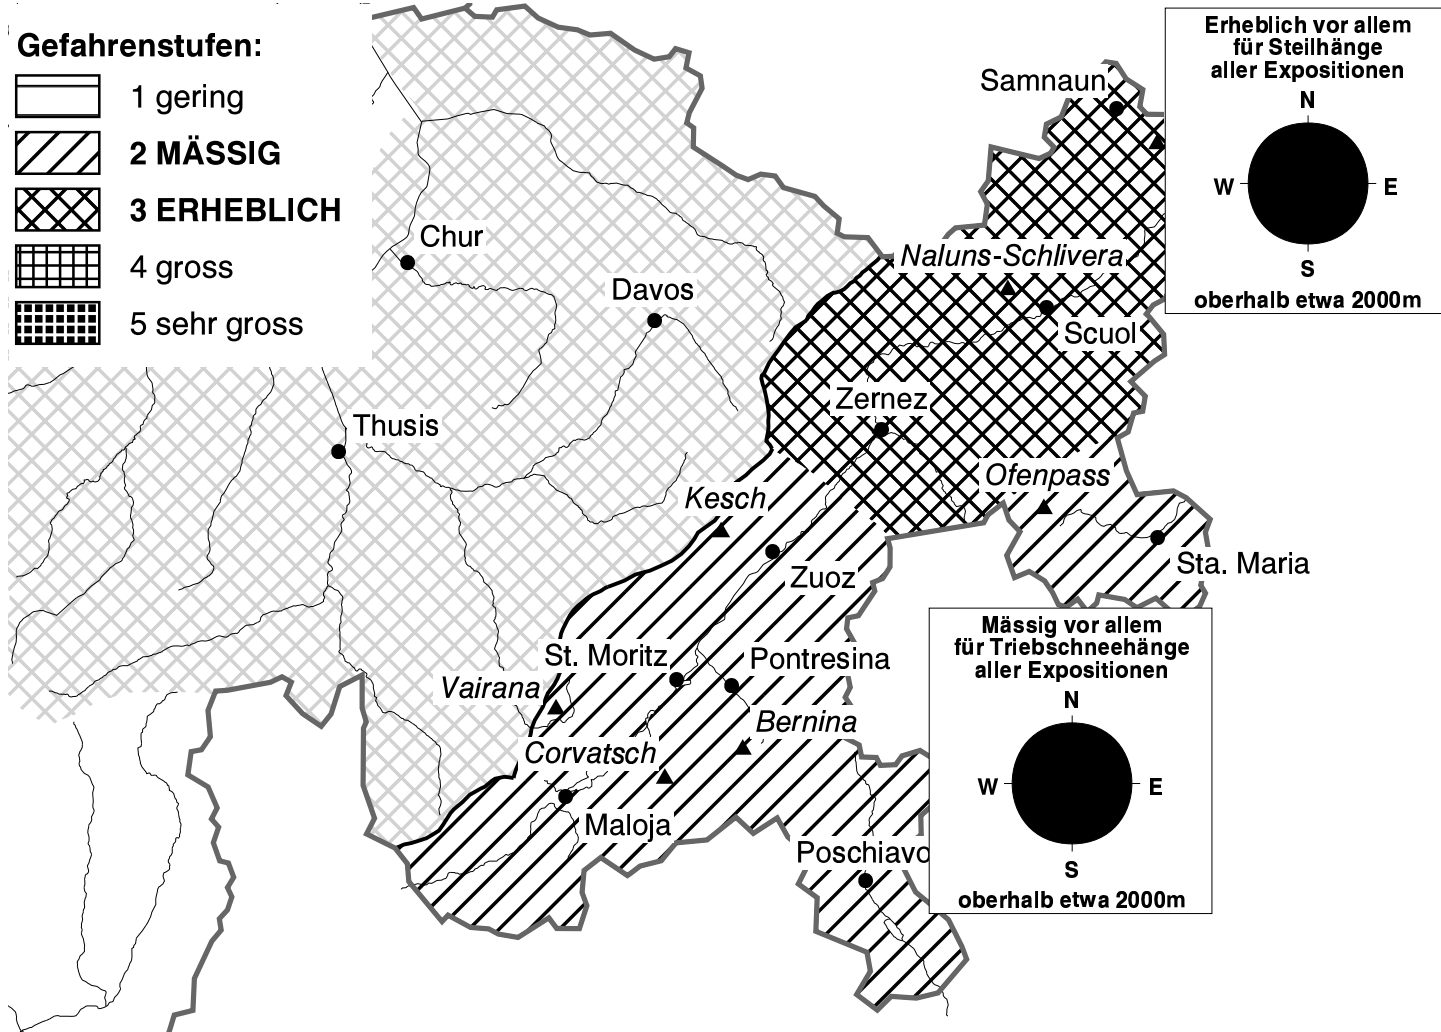 Gefahrenstufen:
1 gering
2 MÄSSIG
3 ERHEBLICH
4 gross
5 sehr gross
Erheblich vor allem
für Steilhänge
aller Expositionen
N
W
E
S
oberhalb etwa 2000m
Samnaun
Chur
Naluns-Schlivera
Davos
Scuol
Zernez
Thusis
Ofenpass
Kesch
Sta. Maria
Zuoz
St. Moritz
Pontresina
Vairana
Bernina
Corvatsch
Maloja
Poschiavo
Mässig vor allem
für Triebschneehänge
aller Expositionen
N
W
E
S
oberhalb etwa 2000m